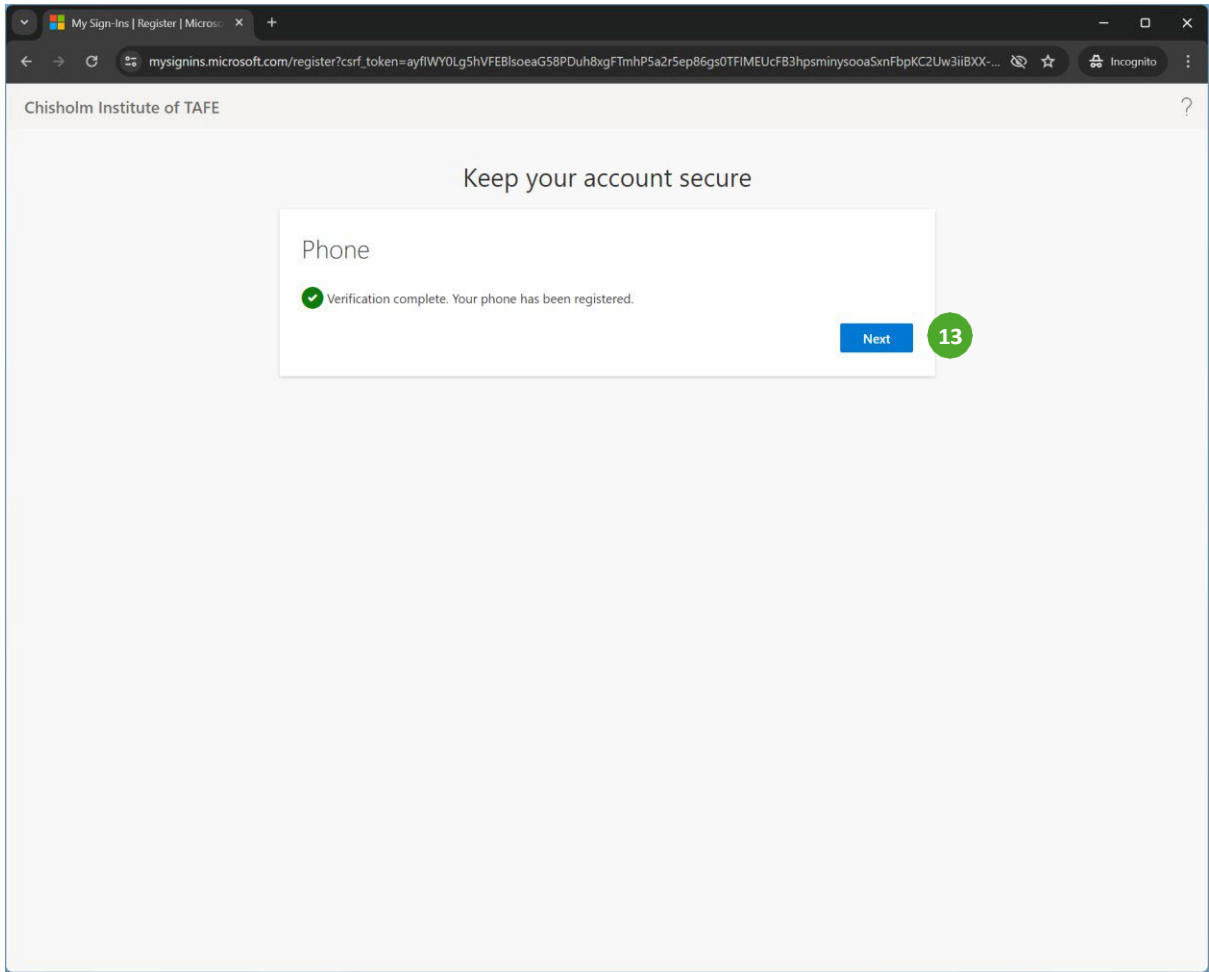 My Sign-Ins | Register | Microso
mysignins.microsoft.com/register?csrf_token=ayflWY0Lg5hVFEBlsoeaG58PDuh8xgFTmhP5a2r5ep86gs0TFIMEUcFB3hpsminysooaSxnFbpKC2Uw3iiBXX-...
Incognito
Chisholm Institute of TAFE
?
Keep your account secure
Phone
Verification complete. Your phone has been registered.
Next
13